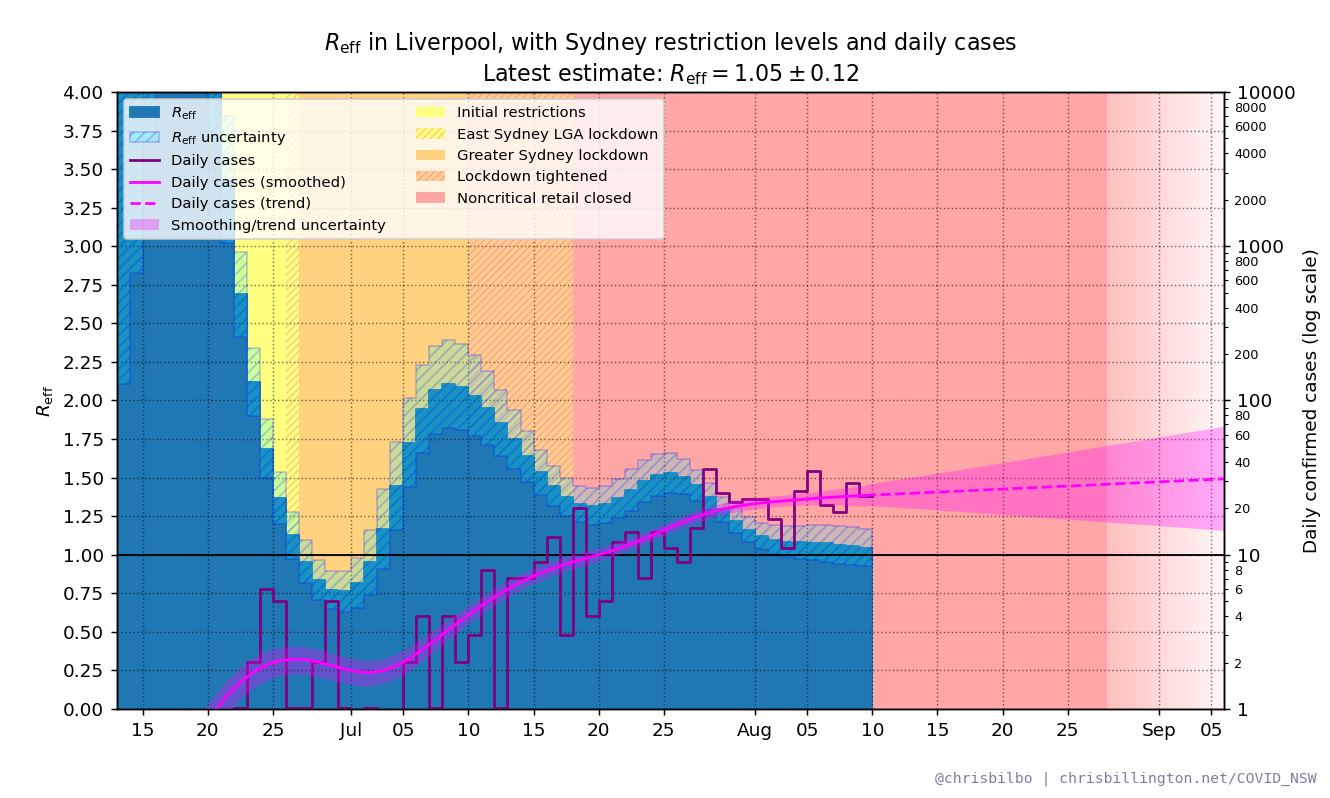 R_eff in Liverpool, with Sydney restriction levels and daily cases
Latest estimate: R_eff = 1.05 ± 0.12
R_eff
R_eff uncertainty
Daily cases
Daily cases (smoothed)
Daily cases (trend)
Smoothing/trend uncertainty
Initial restrictions
East Sydney LGA lockdown
Greater Sydney lockdown
Lockdown tightened
Noncritical retail closed
R_eff
4.00
3.75
3.50
3.25
3.00
2.75
2.50
2.25
2.00
1.75
1.50
1.25
1.00
0.75
0.50
0.25
0.00
15 20 25 Jul 05 10 15 20 25 Aug 05 10 15 20 25 Sep 05
10000
8000
6000
4000
2000
1000
800
600
400
200
100
80
60
40
20
10
8
6
4
2
1
Daily confirmed cases (log scale)
@chrisbilbo | chrisbillington.net/COVID_NSW